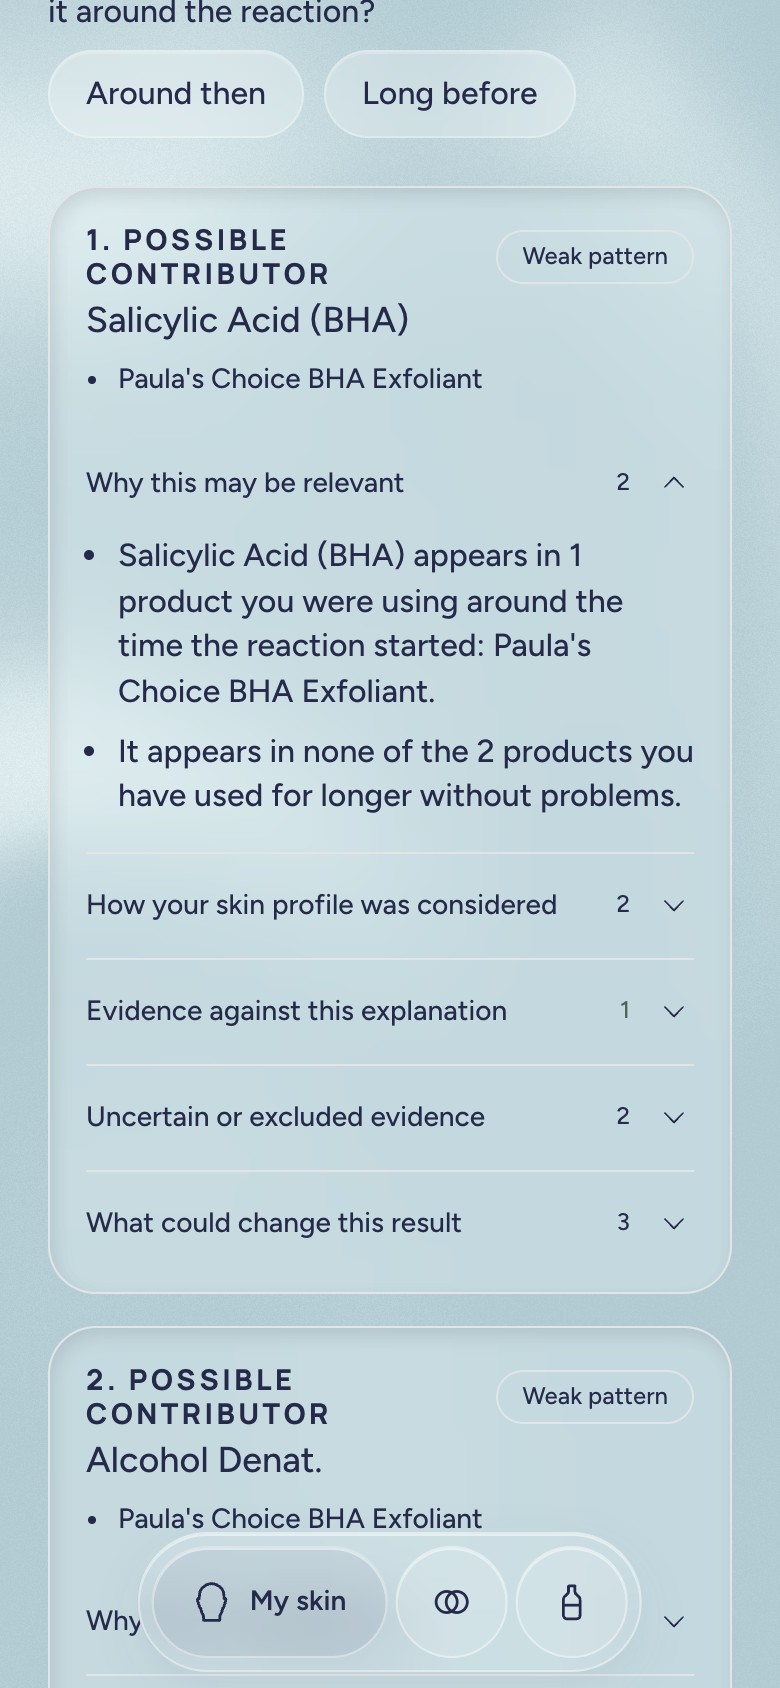 it around the reaction?
Around then
Long before
1. POSSIBLE
CONTRIBUTOR
Weak pattern
Salicylic Acid (BHA)
• Paula's Choice BHA Exfoliant
Why this may be relevant 2
• Salicylic Acid (BHA) appears in 1
product you were using around the
time the reaction started: Paula's
Choice BHA Exfoliant.
• It appears in none of the 2 products you
have used for longer without problems.
How your skin profile was considered 2
Evidence against this explanation 1
Uncertain or excluded evidence 2
What could change this result 3
2. POSSIBLE
CONTRIBUTOR
Weak pattern
Alcohol Denat.
• Paula's Choice BHA Exfoliant
Why
My skin